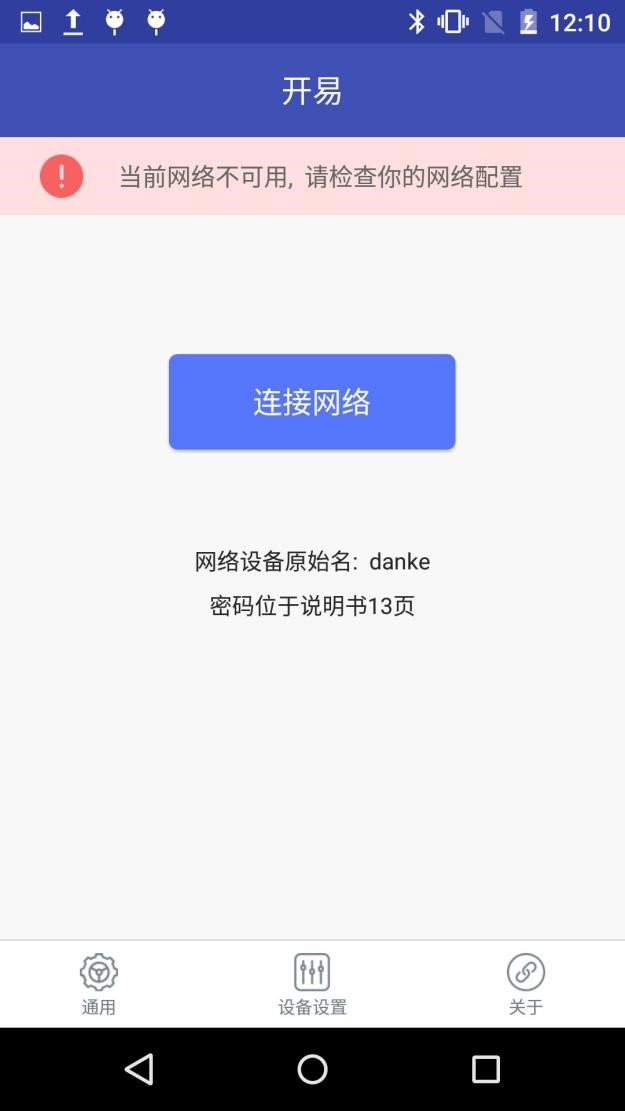 12:10
开易
当前网络不可用, 请检查你的网络配置
连接网络
网络设备原始名: danke
密码位于说明书13页
通用
设备设置
关于